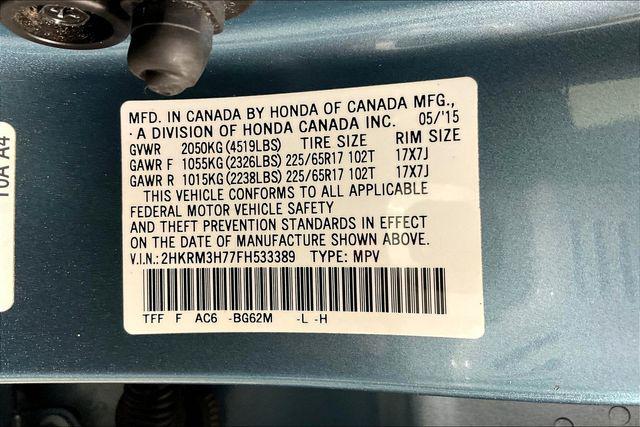 MFD. IN CANADA BY HONDA OF CANADA MFG.,
· A DIVISION OF HONDA CANADA INC. 05/'15
GVWR 2050KG (4519LBS) TIRE SIZE RIM SIZE
GAWR F 1055KG (2326LBS) 225/65R17 102T 17X7J
GAWR R 1015KG (2238LBS) 225/65R17 102T 17X7J
THIS VEHICLE CONFORMS TO ALL APPLICABLE
FEDERAL MOTOR VEHICLE SAFETY
AND THEFT PREVENTION STANDARDS IN EFFECT
ON THE DATE OF MANUFACTURE SHOWN ABOVE.
V.I.N.: 2HKRM3H77FH533389 TYPE: MPV
TFF F AC6 -BG62M -L -H